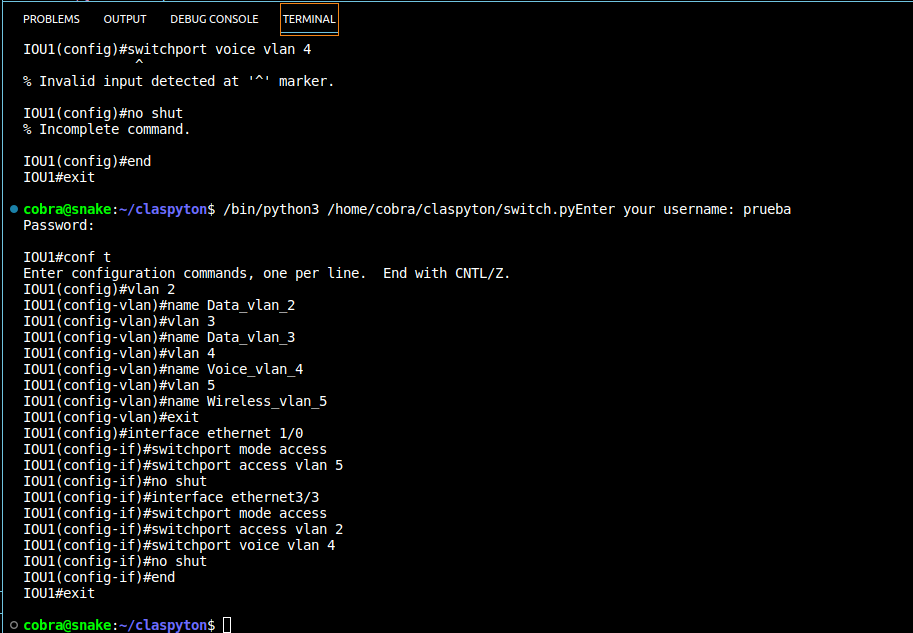 PROBLEMS OUTPUT DEBUG CONSOLE TERMINAL
IOU1(config)#switchport voice vlan 4
^
% Invalid input detected at '^' marker.
IOU1(config)#no shut
% Incomplete command.
IOU1(config)#end
IOU1#exit
cobra@snake:~/claspyton$ /bin/python3 /home/cobra/claspyton/switch.pyEnter your username: prueba
Password:
IOU1#conf t
Enter configuration commands, one per line.  End with CNTL/Z.
IOU1(config)#vlan 2
IOU1(config-vlan)#name Data_vlan_2
IOU1(config-vlan)#vlan 3
IOU1(config-vlan)#name Data_vlan_3
IOU1(config-vlan)#vlan 4
IOU1(config-vlan)#name Voice_vlan_4
IOU1(config-vlan)#vlan 5
IOU1(config-vlan)#name Wireless_vlan_5
IOU1(config-vlan)#exit
IOU1(config)#interface ethernet 1/0
IOU1(config-if)#switchport mode access
IOU1(config-if)#switchport access vlan 5
IOU1(config-if)#no shut
IOU1(config-if)#interface ethernet3/3
IOU1(config-if)#switchport mode access
IOU1(config-if)#switchport access vlan 2
IOU1(config-if)#switchport voice vlan 4
IOU1(config-if)#no shut
IOU1(config-if)#end
IOU1#exit
cobra@snake:~/claspyton$